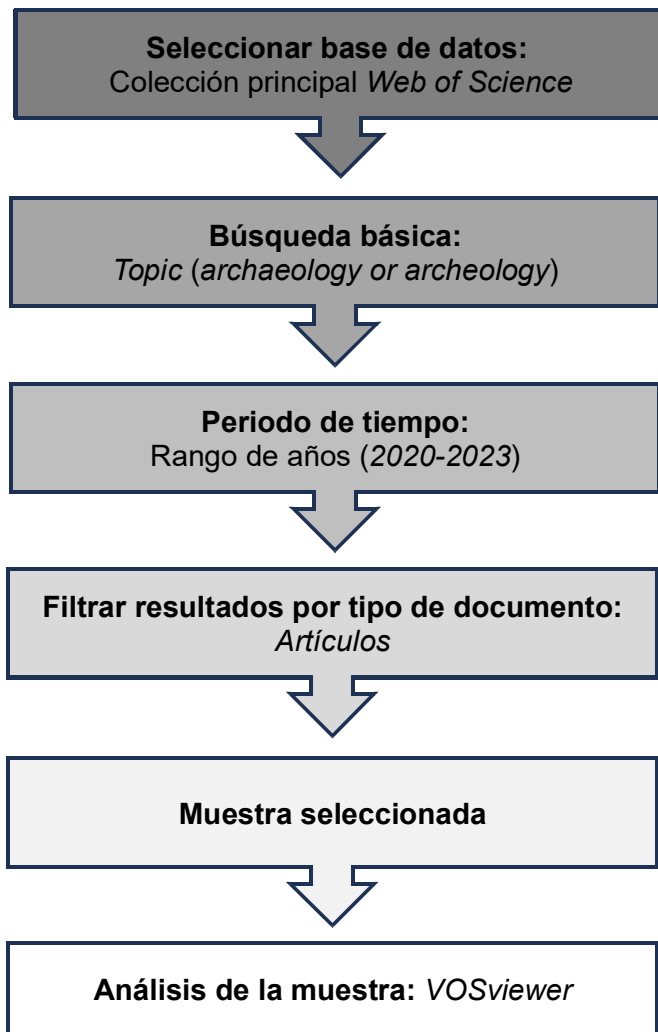 Seleccionar base de datos:
Colección principal Web of Science
Búsqueda básica:
Topic (archaeology or archeology)
Periodo de tiempo:
Rango de años (2020-2023)
Filtrar resultados por tipo de documento:
Artículos
Muestra seleccionada
Análisis de la muestra: VOSviewer